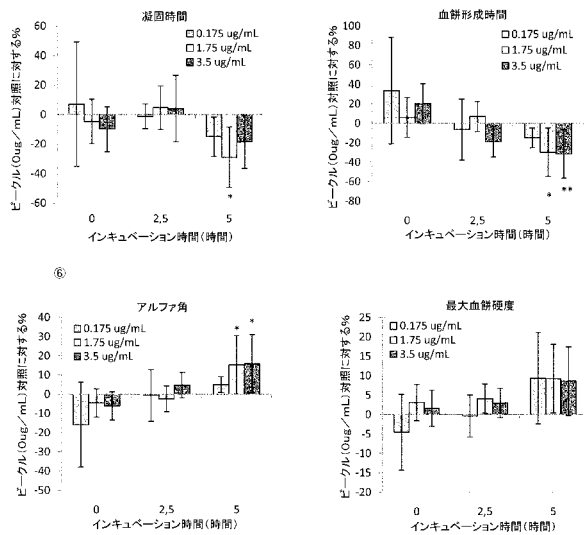 凝固時間
ビークル(0ug/mL)対照に対する%
60
40
20
0
-20
-40
-60
0.175 ug/mL
1.75 ug/mL
3.5 ug/mL
*
0
2,5
5
インキュベーション時間(時間)
血餅形成時間
ビークル(0ug/mL)対照に対する%
100
80
60
40
20
0
-20
-40
-60
-80
0.175 ug/mL
1.75 ug/mL
3.5 ug/mL
*
**
0
2,5
5
インキュベーション時間(時間)
⑥
アルファ角
ビークル(0ug/mL)対照に対する%
40
30
20
10
0
-10
-20
-30
-40
-50
0.175 ug/mL
1.75 ug/mL
3.5 ug/mL
*
*
0
2,5
5
インキュベーション時間(時間)
最大血餅硬度
ビークル(0ug/mL)対照に対する%
25
20
15
10
5
0
-5
-10
-15
-20
0.175 ug/mL
1.75 ug/mL
3.5 ug/mL
0
2,5
5
インキュベーション時間(時間)